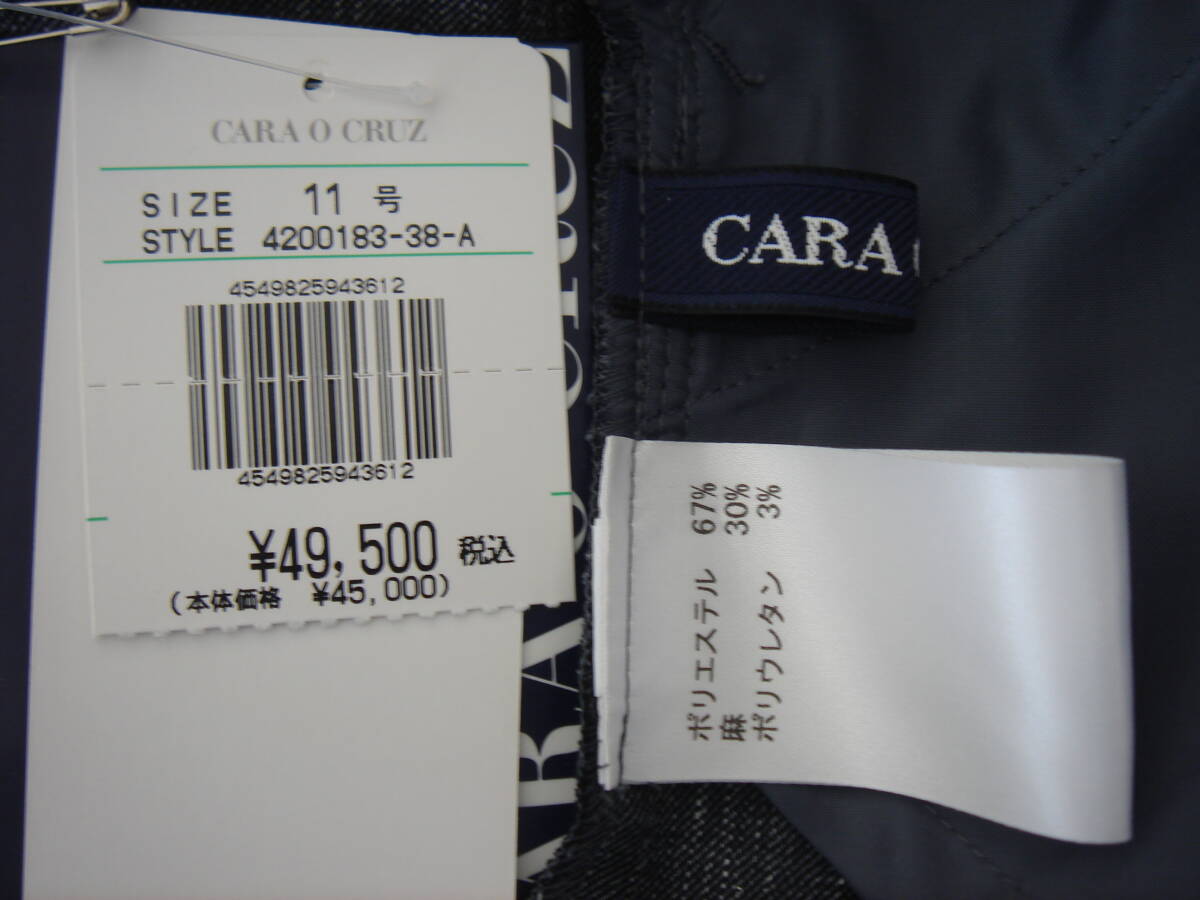 CARA O CRUZ
SIZE 11 号
STYLE 4200183-38-A
4549825943612
4549825943612
¥49,500 税込
(本体価格 ¥45,000)
CARA
ポリエステル 67%
麻 30%
ポリウレタン 3%